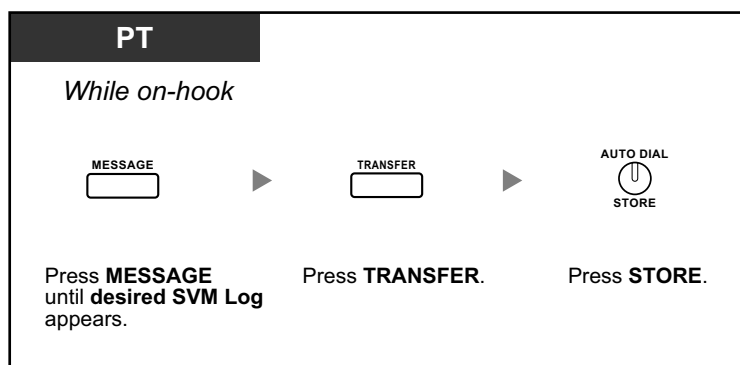 PT
While on-hook
MESSAGE
TRANSFER
AUTO DIAL
STORE
Press MESSAGE
until desired SVM Log
appears.
Press TRANSFER.
Press STORE.